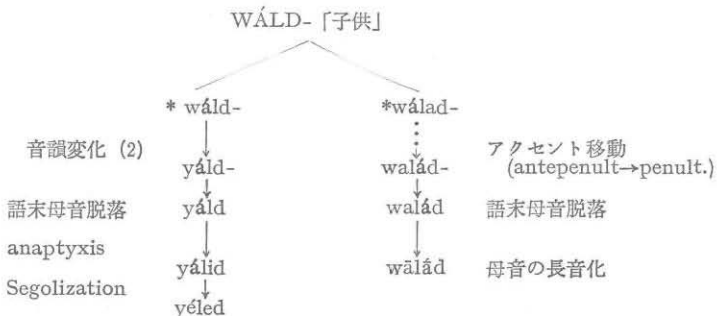 WÁLD-「子供」
* wáld- *wálad-
音韻変化 (2) アクセント移動
yáld- walád- (antepenult→penult.)
語末母音脱落 yáld walád 語末母音脱落
anaptyxis
yálid wālā́d 母音の長音化
Segolization
yéled